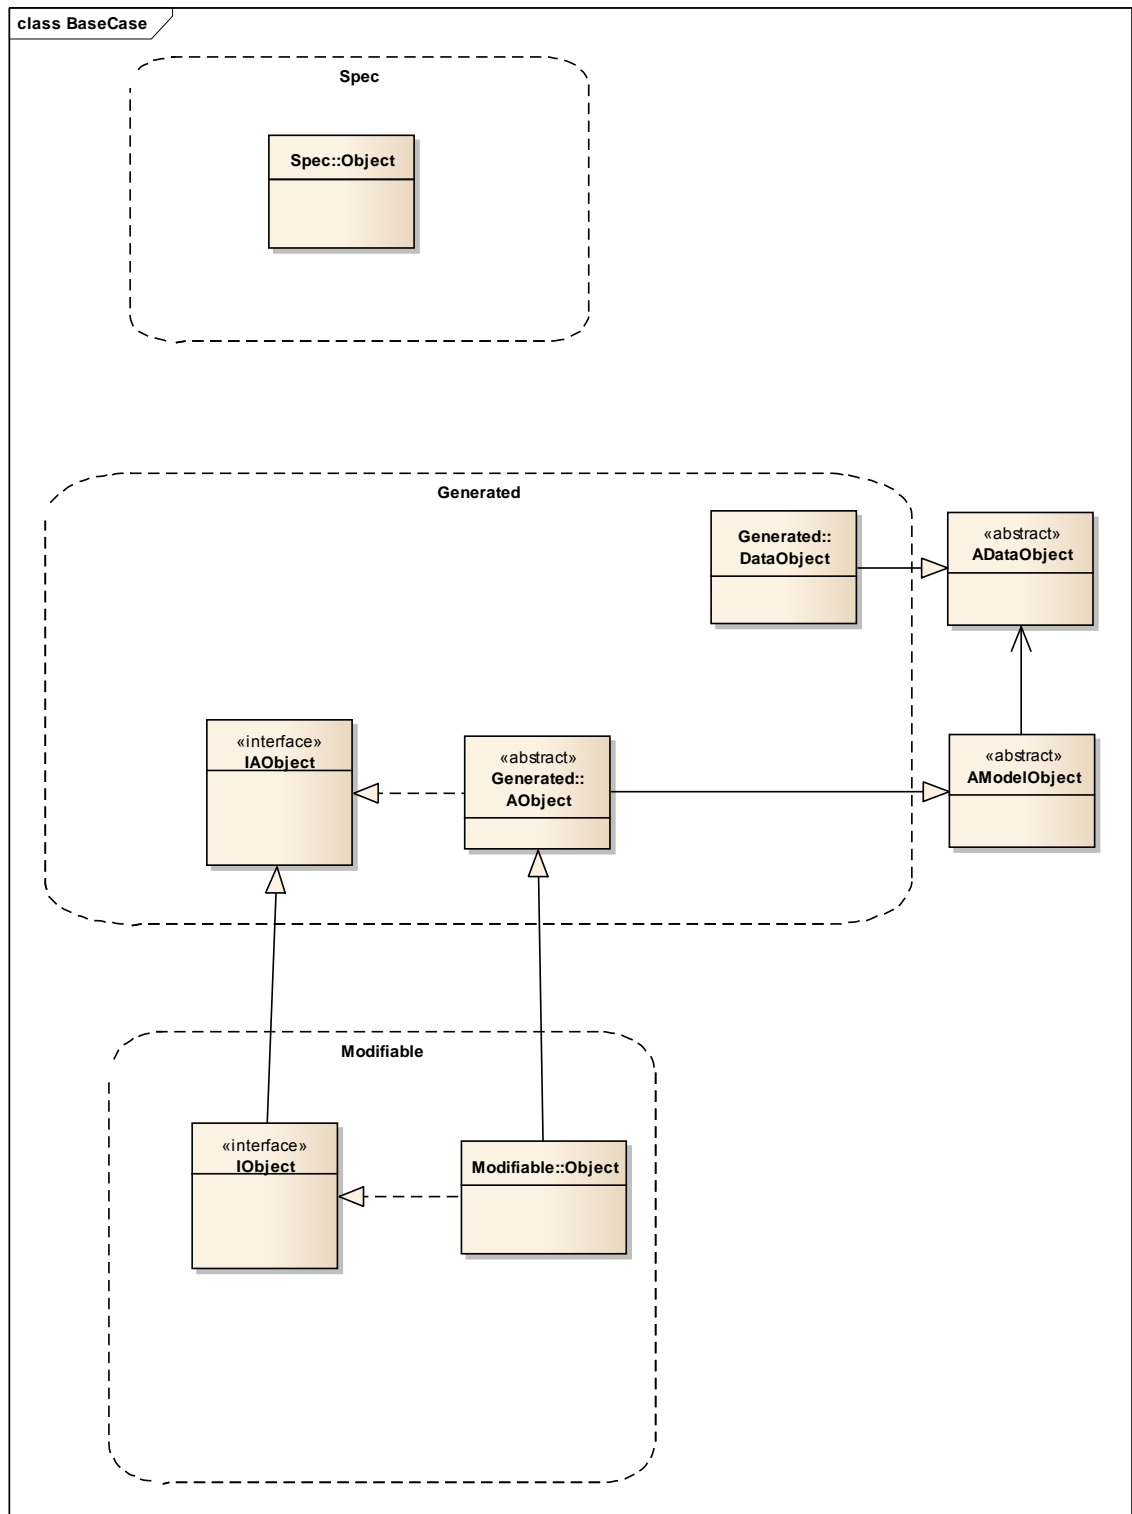 class BaseCase
Spec
Spec::Object
Generated
Generated::
DataObject
«abstract»
ADataObject
«interface»
IAObject
«abstract»
Generated::
AObject
«abstract»
AModelObject
Modifiable
«interface»
IObject
Modifiable::Object